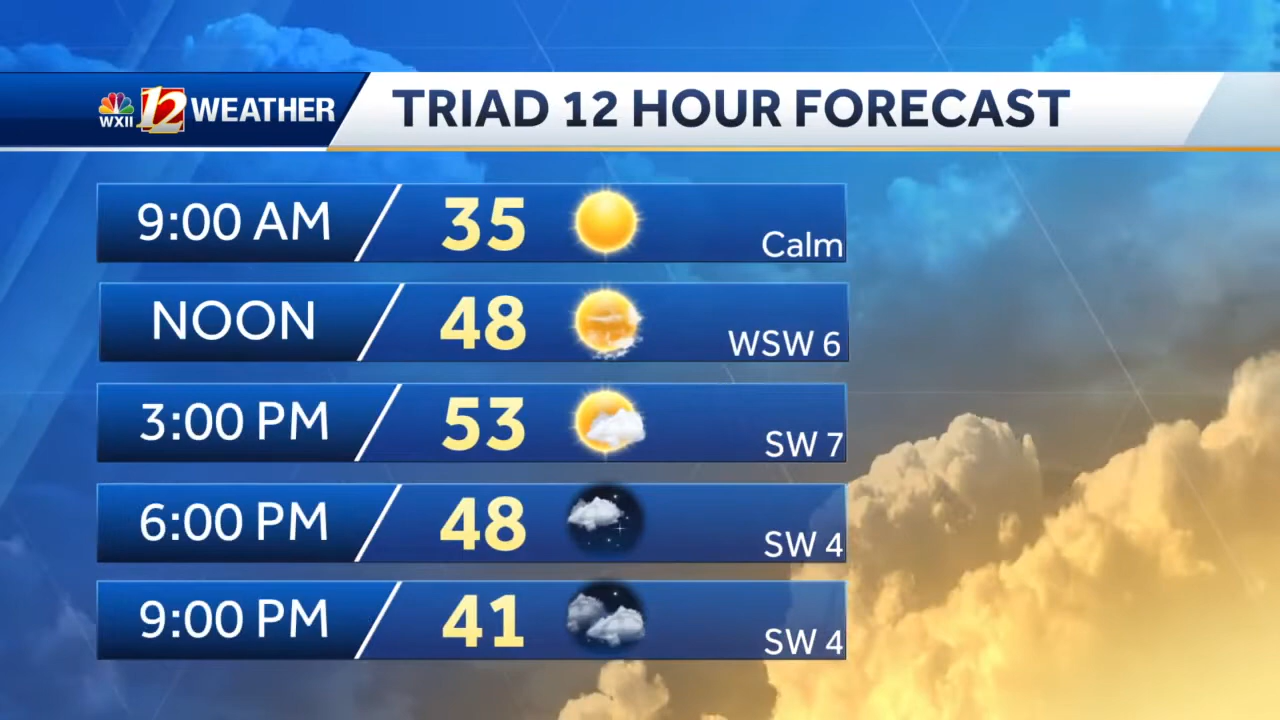 WXII 12 WEATHER
TRIAD 12 HOUR FORECAST
9:00 AM 35 Calm
NOON 48 WSW 6
3:00 PM 53 SW 7
6:00 PM 48 SW 4
9:00 PM 41 SW 4